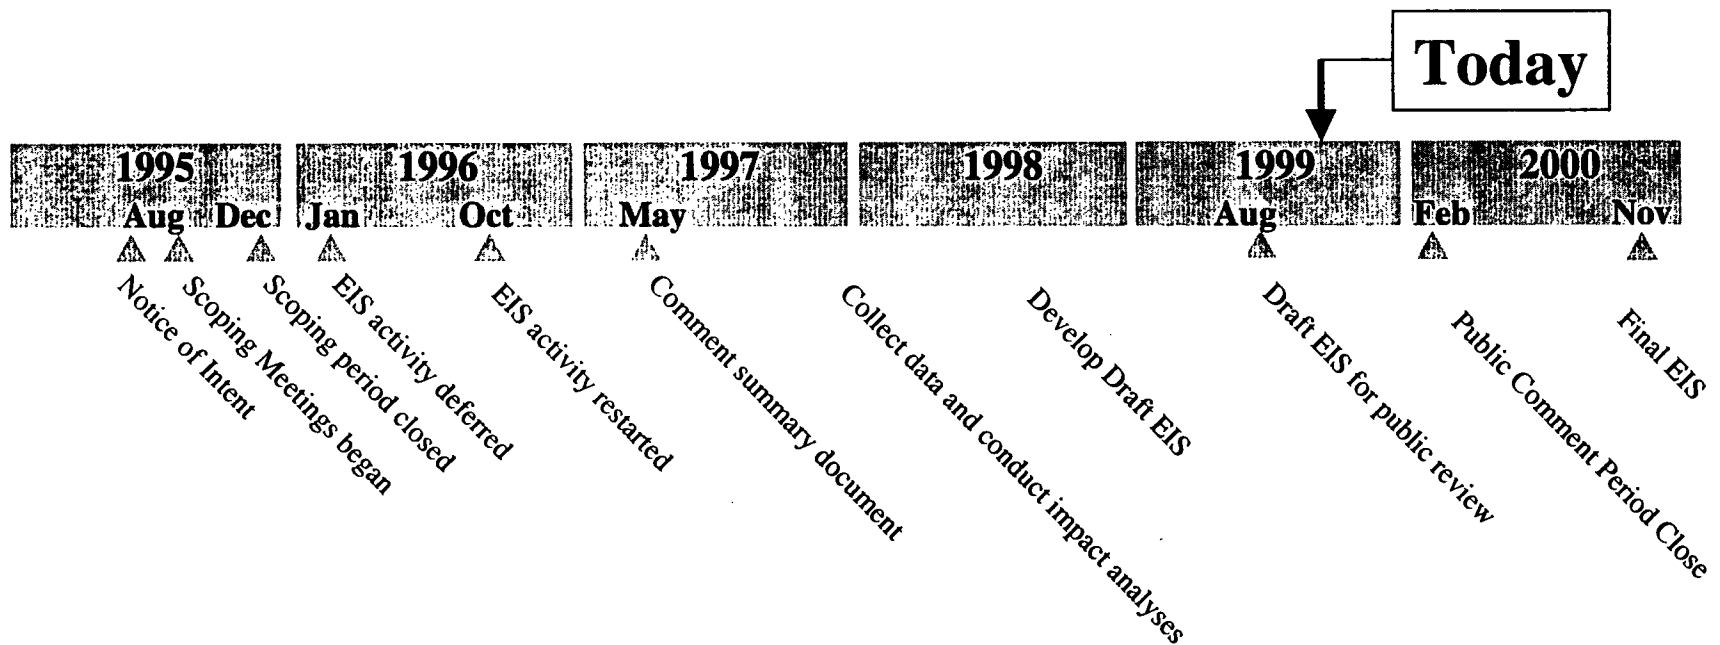 Today
1995
1996
1997
1998
1999
2000
Aug
Dec
Jan
Oct
May
Aug
Feb
Nov
Notice of Intent
Scoping Meetings began
Scoping period closed
EIS activity deferred
EIS activity restarted
Comment summary document
Collect data and conduct impact analyses
Develop Draft EIS
Draft EIS for public review
Public Comment Period Close
Final EIS